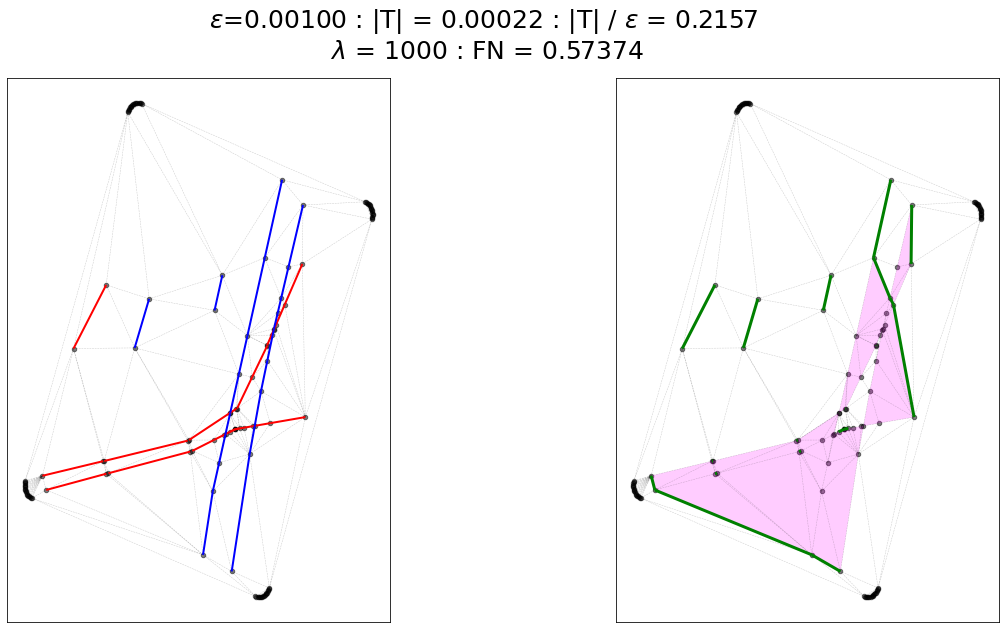 ε=0.00100 : |T| = 0.00022 : |T| / ε = 0.2157
λ = 1000 : FN = 0.57374